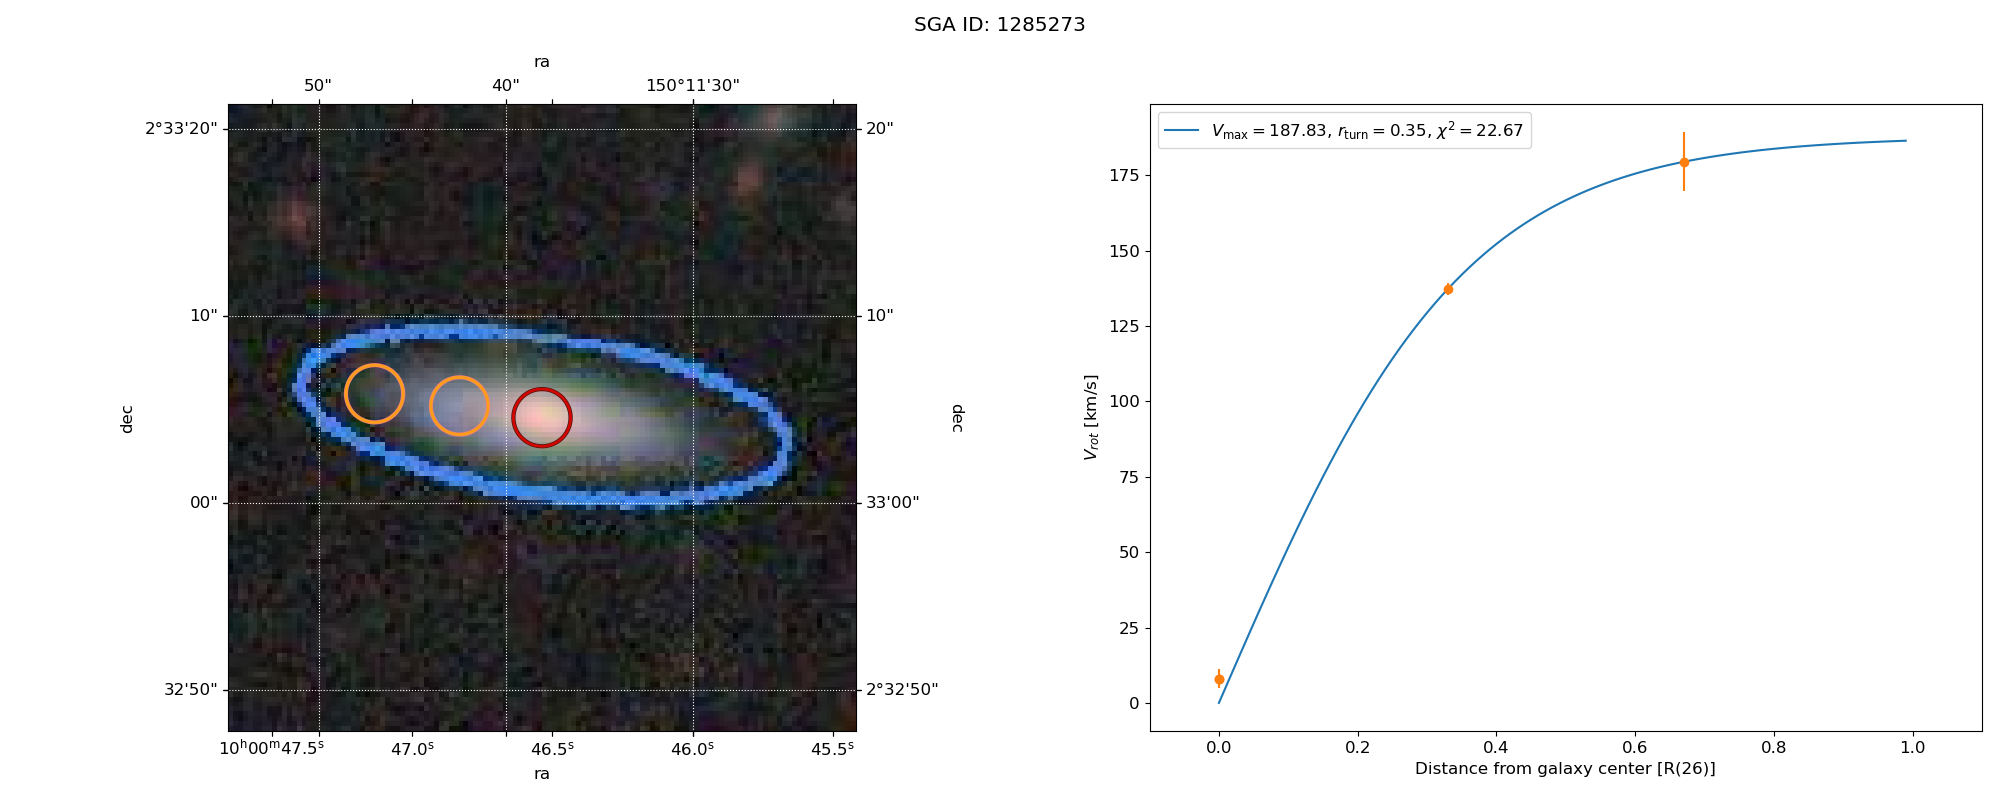 SGA ID: 1285273
ra
50" 40" 150°11'30"
2°33'20" 20"
10" 10"
dec dec
00" 33'00"
32'50" 2°32'50"
10ʰ00ᵐ47.5ˢ 47.0ˢ 46.5ˢ 46.0ˢ 45.5ˢ
ra
V_max = 187.83, r_turn = 0.35, χ² = 22.67
175
150
125
100
75
50
25
0
V_rot [km/s]
0.0 0.2 0.4 0.6 0.8 1.0
Distance from galaxy center [R(26)]